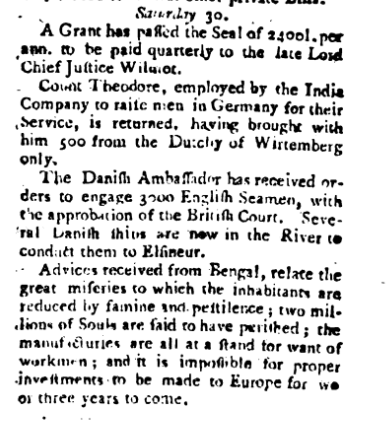 Saturday 30.
A Grant has paſſed the Seal of 2400l. per
ann. to be paid quarterly to the late Lord
Chief Juſtice Wilmot.
Count Theodore, employed by the India
Company to raiſe men in Germany for their
Service, is returned, having brought with
him 500 from the Dutchy of Wirtemberg
only.
The Daniſh Ambaſſador has received or-
ders to engage 3000 Engliſh Seamen, with
the approbation of the Britiſh Court. Seve-
ral Daniſh ſhips are now in the River to
conduct them to Elſineur.
Advices received from Bengal, relate the
great miſeries to which the inhabitants are
reduced by famine and peſtilence; two mil-
lions of Souls are ſaid to have periſhed; the
manufacturies are all at a ſtand for want of
workmen; and it is impoſſible for proper
inveſtments to be made to Europe for two
or three years to come.